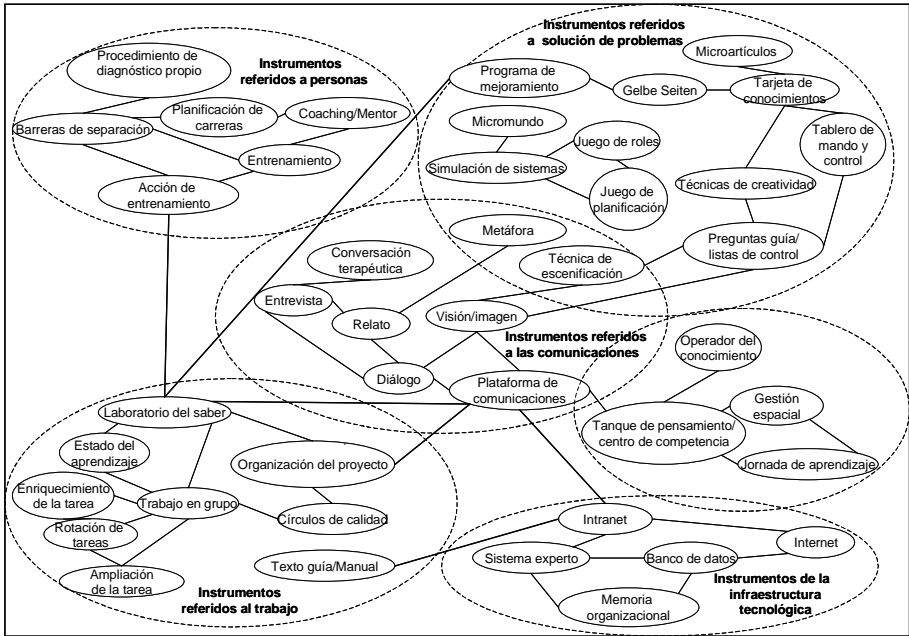 Instrumentos
referidos a personas
Procedimiento de
diagnóstico propio
Planificación de
carreras
Coaching/Mentor
Barreras de separación
Entrenamiento
Acción de
entrenamiento
Instrumentos referidos
a solución de problemas
Microartículos
Programa de
mejoramiento
Gelbe Seiten
Tarjeta de
conocimientos
Micromundo
Juego de roles
Tablero de
mando y
control
Simulación de sistemas
Juego de
planificación
Técnicas de creatividad
Preguntas guía/
listas de control
Metáfora
Conversación
terapéutica
Técnica de
escenificación
Entrevista
Relato
Visión/imagen
Instrumentos referidos
a las comunicaciones
Diálogo
Plataforma de
comunicaciones
Operador del
conocimiento
Gestión
espacial
Tanque de pensamiento/
centro de competencia
Jornada de aprendizaje
Laboratorio del saber
Estado del
aprendizaje
Organización del proyecto
Enriquecimiento
de la tarea
Trabajo en grupo
Círculos de calidad
Rotación de
tareas
Texto guía/Manual
Ampliación
de la tarea
Instrumentos
referidos al trabajo
Intranet
Internet
Sistema experto
Banco de datos
Memoria
organizacional
Instrumentos de la
infraestructura
tecnológica